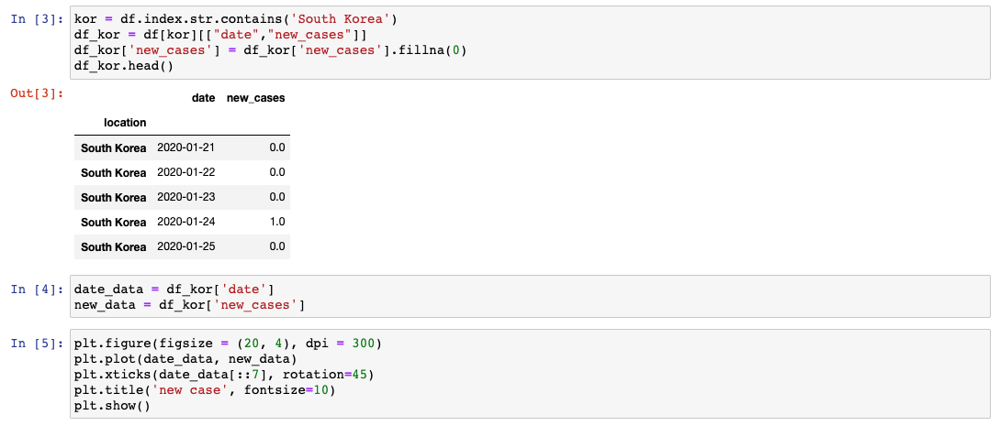 In [3]: kor = df.index.str.contains('South Korea')
df_kor = df[kor][["date","new_cases"]]
df_kor['new_cases'] = df_kor['new_cases'].fillna(0)
df_kor.head()
Out[3]:
date new_cases
location
South Korea 2020-01-21 0.0
South Korea 2020-01-22 0.0
South Korea 2020-01-23 0.0
South Korea 2020-01-24 1.0
South Korea 2020-01-25 0.0
In [4]: date_data = df_kor['date']
new_data = df_kor['new_cases']
In [5]: plt.figure(figsize = (20, 4), dpi = 300)
plt.plot(date_data, new_data)
plt.xticks(date_data[::7], rotation=45)
plt.title('new case', fontsize=10)
plt.show()